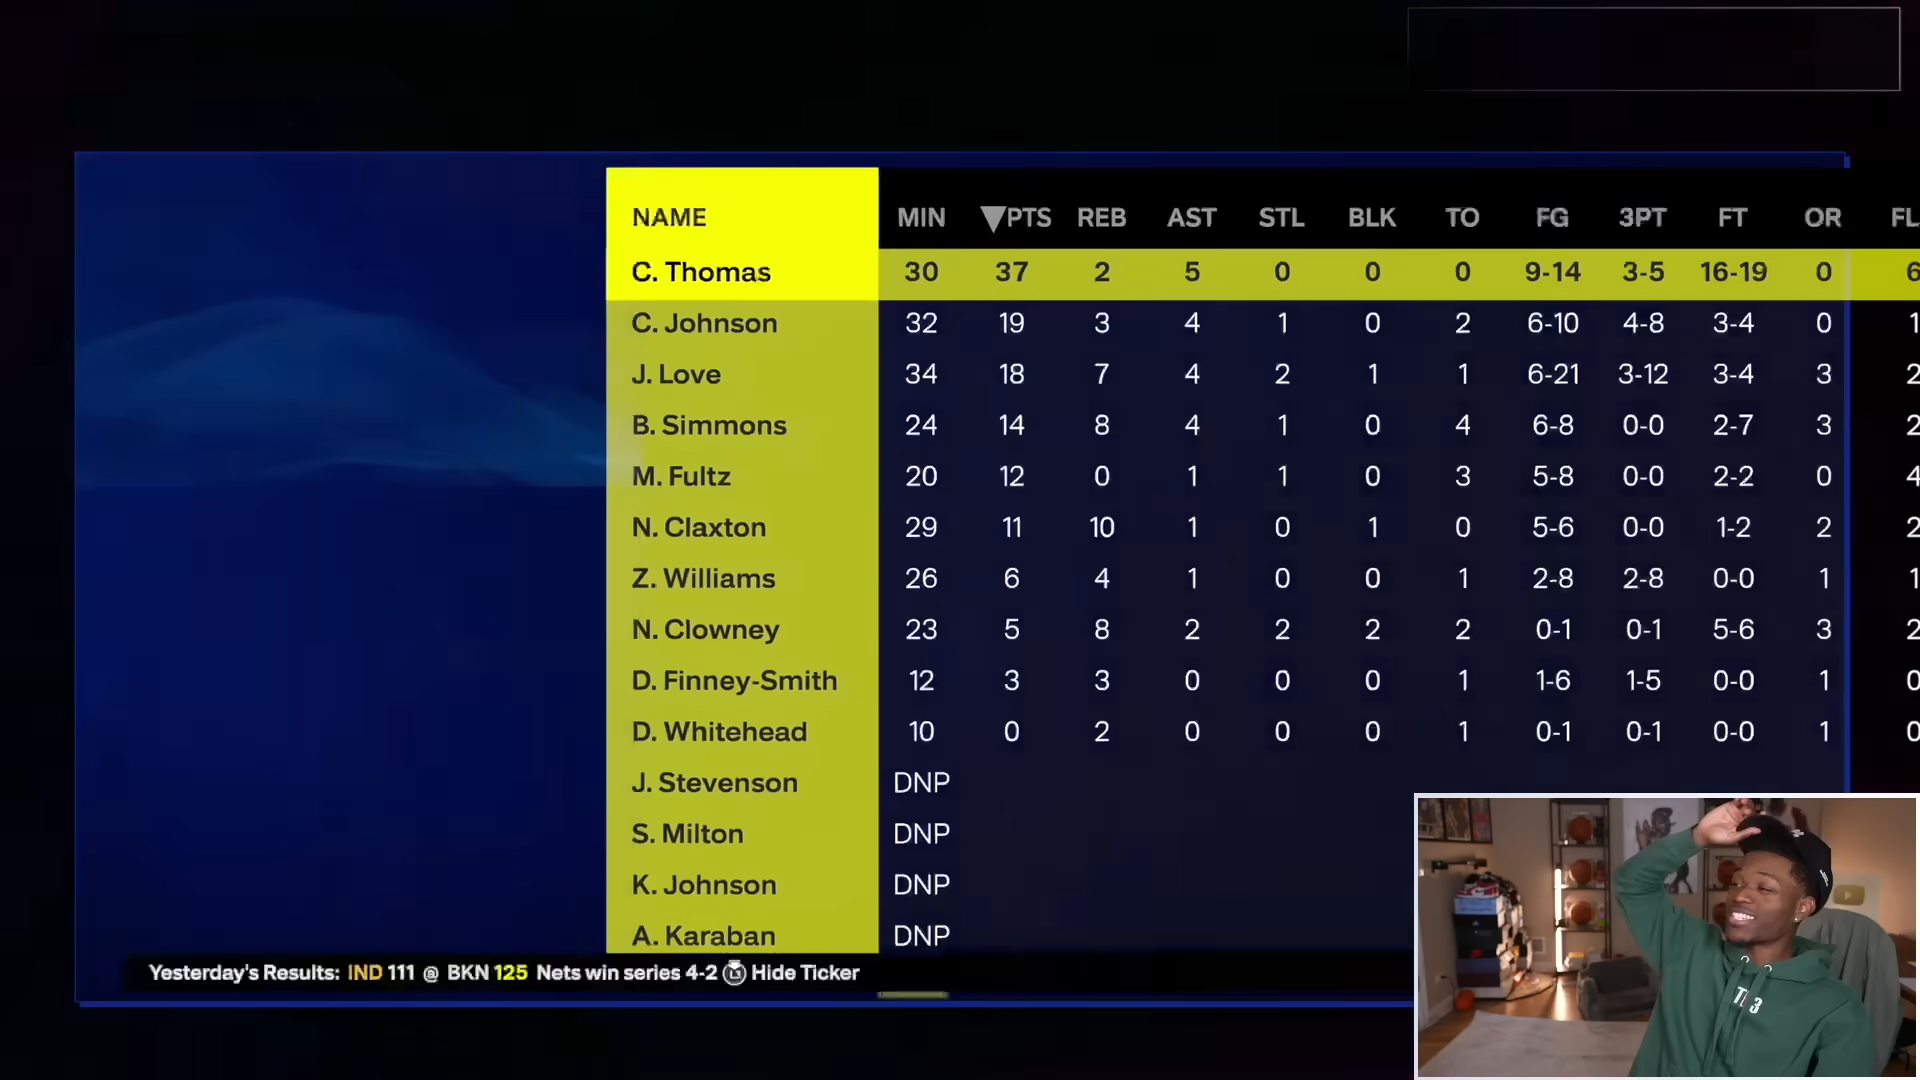 NAME MIN ▼PTS REB AST STL BLK TO FG 3PT FT OR FL
C. Thomas 30 37 2 5 0 0 0 9-14 3-5 16-19 0 6
C. Johnson 32 19 3 4 1 0 2 6-10 4-8 3-4 0 1
J. Love 34 18 7 4 2 1 1 6-21 3-12 3-4 3 2
B. Simmons 24 14 8 4 1 0 4 6-8 0-0 2-7 3 2
M. Fultz 20 12 0 1 1 0 3 5-8 0-0 2-2 0 4
N. Claxton 29 11 10 1 0 1 0 5-6 0-0 1-2 2 2
Z. Williams 26 6 4 1 0 0 1 2-8 2-8 0-0 1 1
N. Clowney 23 5 8 2 2 2 2 0-1 0-1 5-6 3 2
D. Finney-Smith 12 3 3 0 0 0 1 1-6 1-5 0-0 1 0
D. Whitehead 10 0 2 0 0 0 1 0-1 0-1 0-0 1 0
J. Stevenson DNP
S. Milton DNP
K. Johnson DNP
A. Karaban DNP
Yesterday's Results: IND 111 @ BKN 125 Nets win series 4-2 Hide Ticker